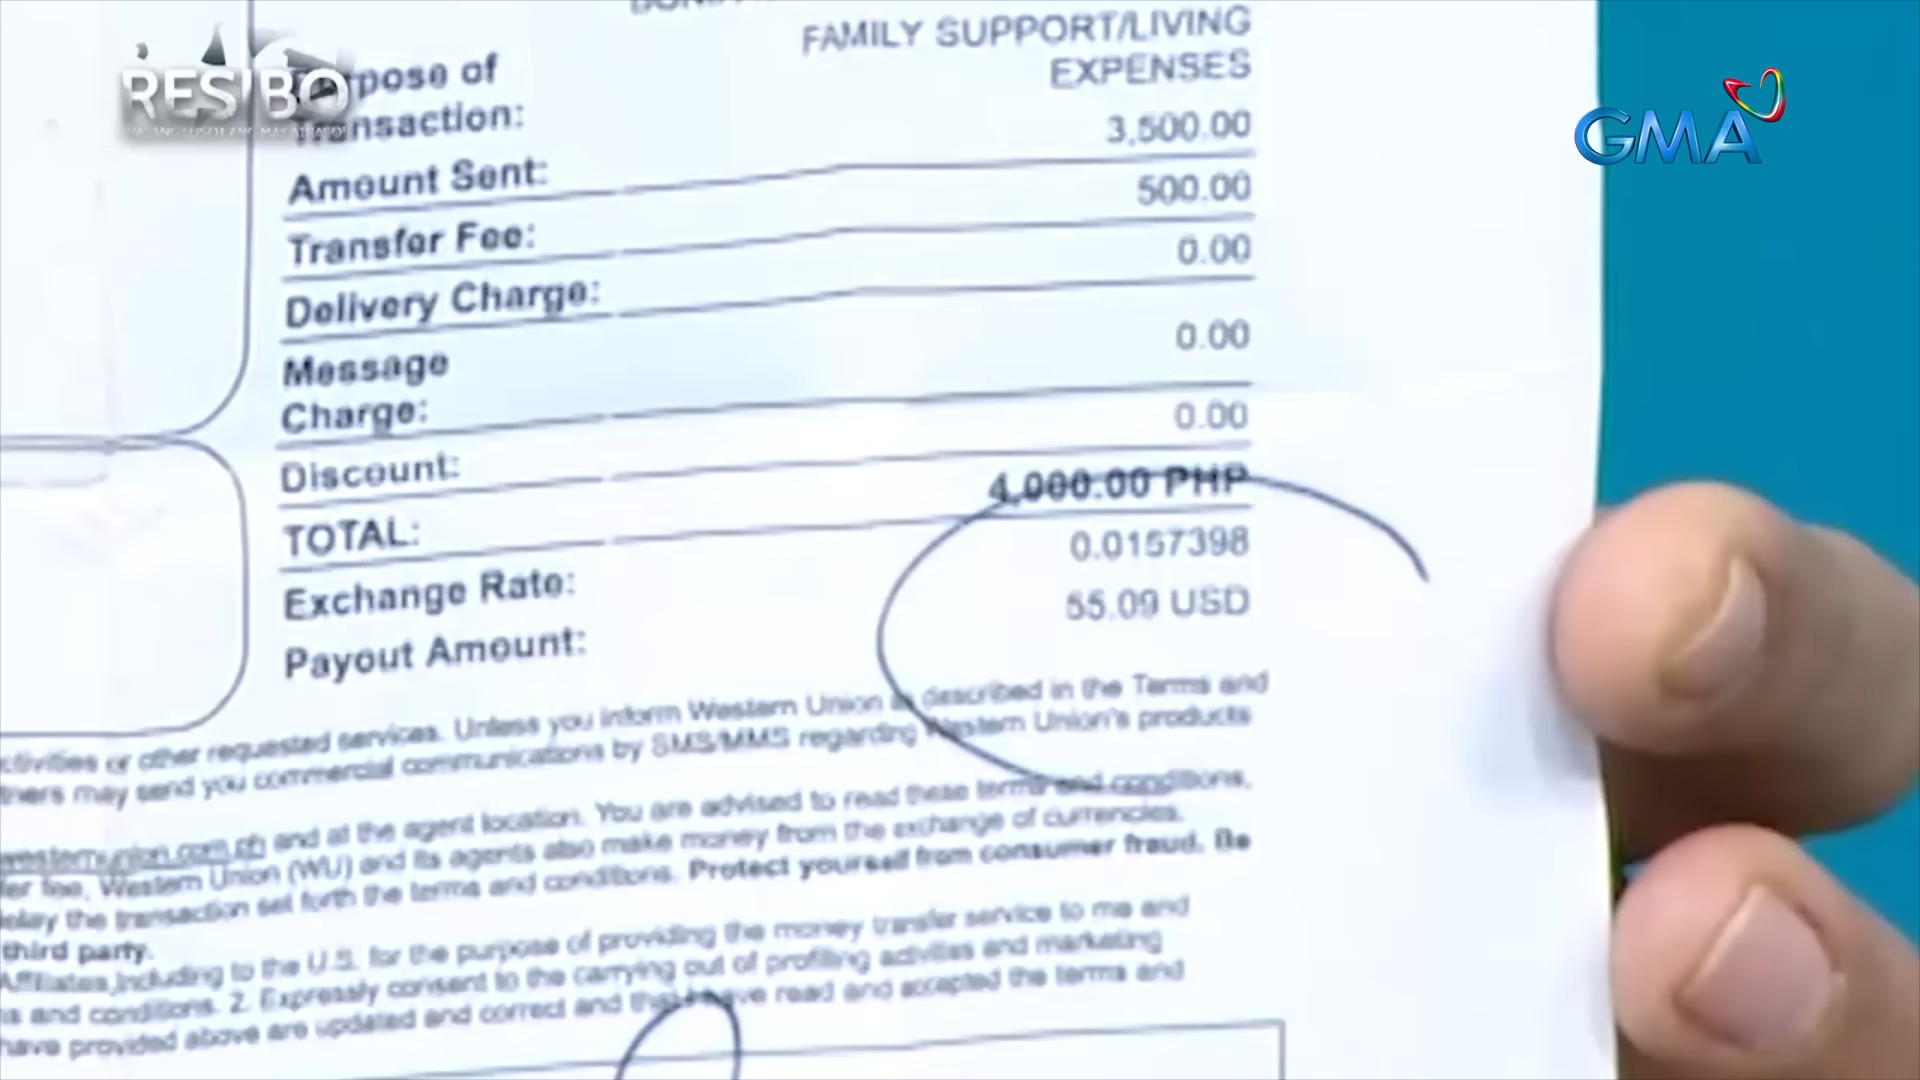 RESIBO
GMA
FAMILY SUPPORT/LIVING
EXPENSES
Purpose of
Transaction:
3,500.00
Amount Sent:
500.00
Transfer Fee:
0.00
Delivery Charge:
0.00
Message
Charge:
0.00
Discount:
4,000.00 PHP
TOTAL:
0.0157398
Exchange Rate:
55.09 USD
Payout Amount:
ctivities or other requested services. Unless you inform Western Union as described in the Terms and
tners may send you commercial communications by SMS/MMS regarding Western Union's products
westernunion.com.ph and at the agent location. You are advised to read these terms and conditions,
fer fee, Western Union (WU) and its agents also make money from the exchange of currencies.
delay the transaction set forth the terms and conditions. Protect yourself from consumer fraud. Be
third party.
Affiliates,including to the U.S. for the purpose of providing the money transfer service to me and
s and conditions. 2. Expressly consent to the carrying out of profiling activities and marketing
have provided above are updated and correct and that I have read and accepted the terms and